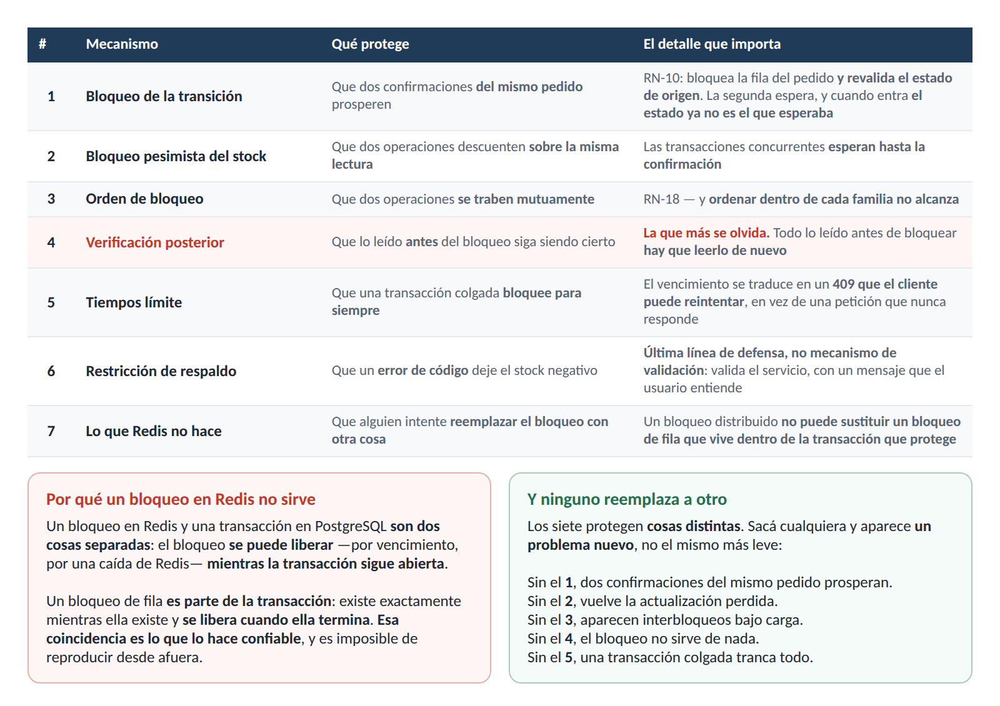 # Mecanismo Qué protege El detalle que importa
1 Bloqueo de la transición
Que dos confirmaciones del mismo pedido
prosperen
RN-10: bloquea la fila del pedido y revalida el estado
de origen. La segunda espera, y cuando entra el
estado ya no es el que esperaba
2 Bloqueo pesimista del stock
Que dos operaciones descuenten sobre la misma
lectura
Las transacciones concurrentes esperan hasta la
confirmación
3 Orden de bloqueo
Que dos operaciones se traben mutuamente
RN-18 — y ordenar dentro de cada familia no alcanza
4 Verificación posterior
Que lo leído antes del bloqueo siga siendo cierto
La que más se olvida. Todo lo leído antes de bloquear
hay que leerlo de nuevo
5 Tiempos límite
Que una transacción colgada bloquee para
siempre
El vencimiento se traduce en un 409 que el cliente
puede reintentar, en vez de una petición que nunca
responde
6 Restricción de respaldo
Que un error de código deje el stock negativo
Última línea de defensa, no mecanismo de
validación: valida el servicio, con un mensaje que el
usuario entiende
7 Lo que Redis no hace
Que alguien intente reemplazar el bloqueo con
otra cosa
Un bloqueo distribuido no puede sustituir un bloqueo
de fila que vive dentro de la transacción que protege
Por qué un bloqueo en Redis no sirve
Un bloqueo en Redis y una transacción en PostgreSQL son dos
cosas separadas: el bloqueo se puede liberar —por vencimiento,
por una caída de Redis— mientras la transacción sigue abierta.
Un bloqueo de fila es parte de la transacción: existe exactamente
mientras ella existe y se libera cuando ella termina. Esa
coincidencia es lo que lo hace confiable, y es imposible de
reproducir desde afuera.
Y ninguno reemplaza a otro
Los siete protegen cosas distintas. Sacá cualquiera y aparece un
problema nuevo, no el mismo más leve:
Sin el 1, dos confirmaciones del mismo pedido prosperan.
Sin el 2, vuelve la actualización perdida.
Sin el 3, aparecen interbloqueos bajo carga.
Sin el 4, el bloqueo no sirve de nada.
Sin el 5, una transacción colgada tranca todo.